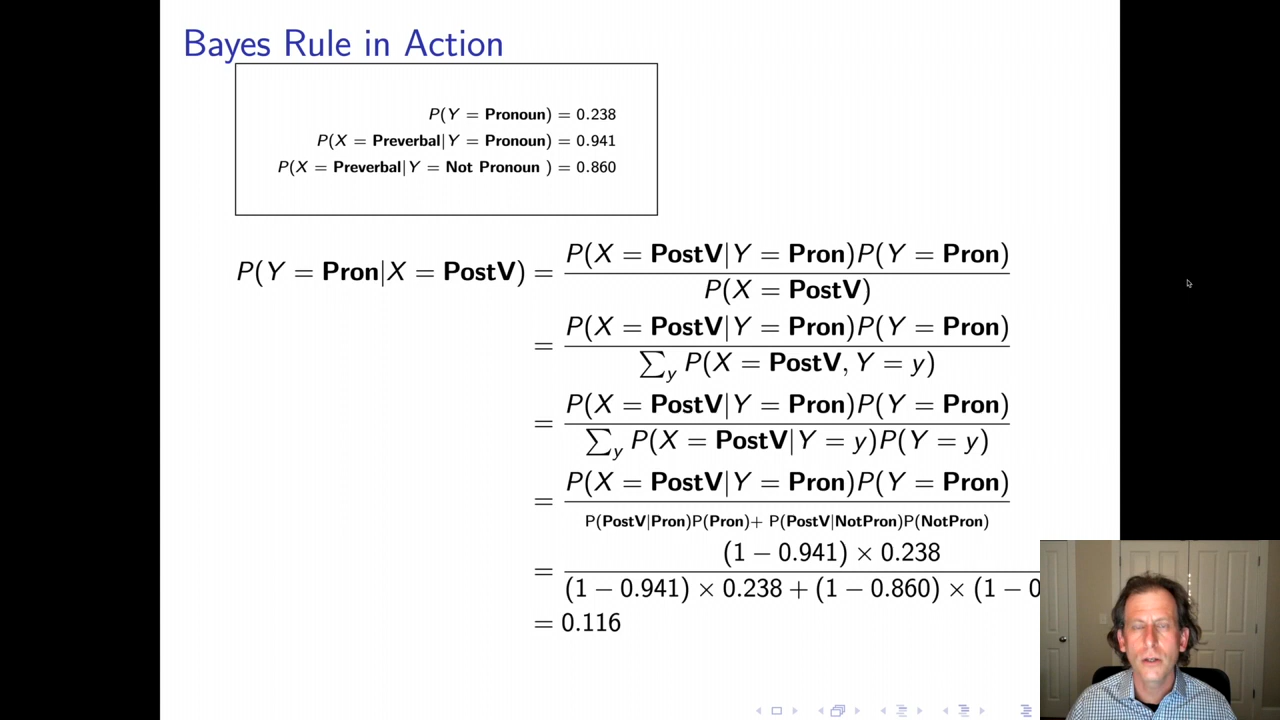 Bayes Rule in Action
P(Y = Pronoun) = 0.238
P(X = Preverbal|Y = Pronoun) = 0.941
P(X = Preverbal|Y = Not Pronoun ) = 0.860
P(Y = Pron|X = PostV) = P(X = PostV|Y = Pron)P(Y = Pron)
P(X = PostV)
= P(X = PostV|Y = Pron)P(Y = Pron)
∑y P(X = PostV, Y = y)
= P(X = PostV|Y = Pron)P(Y = Pron)
∑y P(X = PostV|Y = y)P(Y = y)
= P(X = PostV|Y = Pron)P(Y = Pron)
P(PostV|Pron)P(Pron)+ P(PostV|NotPron)P(NotPron)
= (1 − 0.941) × 0.238
(1 − 0.941) × 0.238 + (1 − 0.860) × (1 − 0
= 0.116